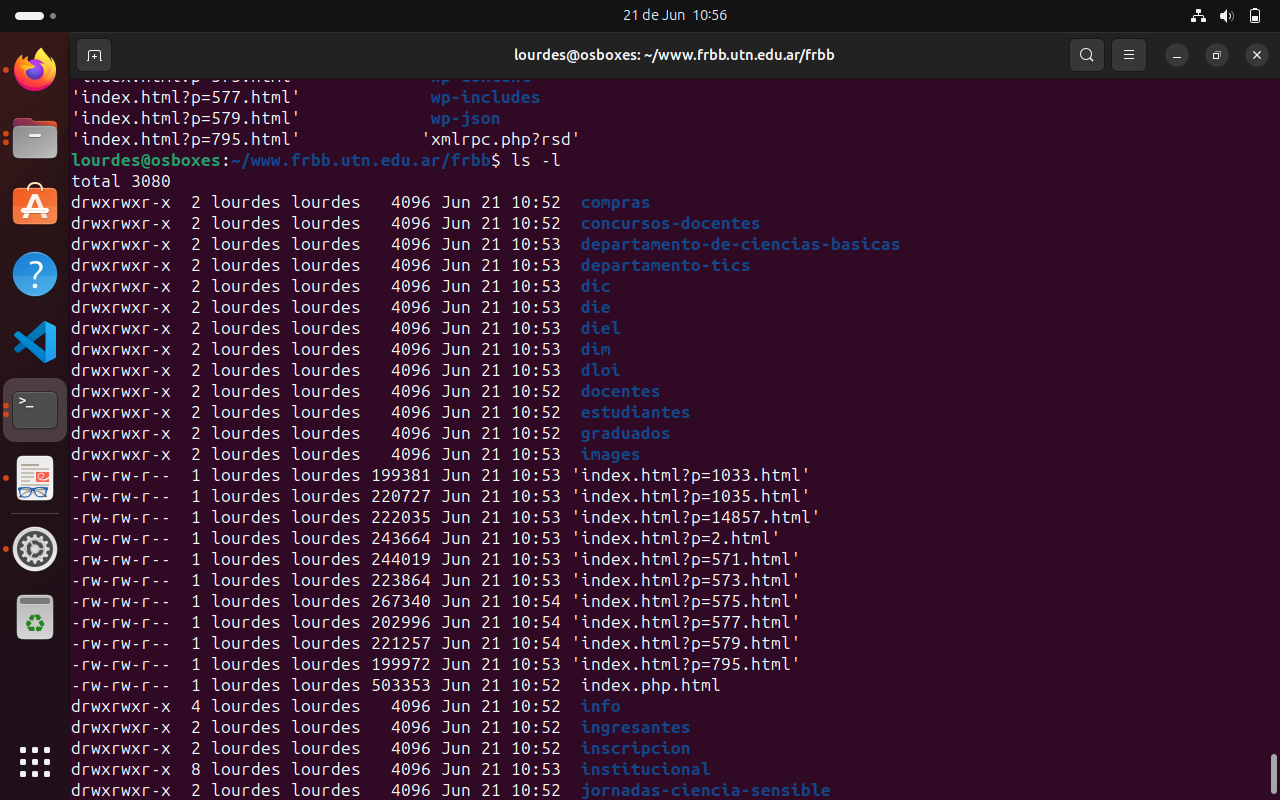 21 de Jun 10:56
lourdes@osboxes: ~/www.frbb.utn.edu.ar/frbb
'index.html?p=577.html' wp-includes
'index.html?p=579.html' wp-json
'index.html?p=795.html' 'xmlrpc.php?rsd'
lourdes@osboxes:~/www.frbb.utn.edu.ar/frbb$ ls -l
total 3080
drwxrwxr-x 2 lourdes lourdes 4096 Jun 21 10:52 compras
drwxrwxr-x 2 lourdes lourdes 4096 Jun 21 10:52 concursos-docentes
drwxrwxr-x 2 lourdes lourdes 4096 Jun 21 10:53 departamento-de-ciencias-basicas
drwxrwxr-x 2 lourdes lourdes 4096 Jun 21 10:53 departamento-tics
drwxrwxr-x 2 lourdes lourdes 4096 Jun 21 10:53 dic
drwxrwxr-x 2 lourdes lourdes 4096 Jun 21 10:53 die
drwxrwxr-x 2 lourdes lourdes 4096 Jun 21 10:53 diel
drwxrwxr-x 2 lourdes lourdes 4096 Jun 21 10:53 dim
drwxrwxr-x 2 lourdes lourdes 4096 Jun 21 10:53 dloi
drwxrwxr-x 2 lourdes lourdes 4096 Jun 21 10:52 docentes
drwxrwxr-x 2 lourdes lourdes 4096 Jun 21 10:52 estudiantes
drwxrwxr-x 2 lourdes lourdes 4096 Jun 21 10:52 graduados
drwxrwxr-x 2 lourdes lourdes 4096 Jun 21 10:53 images
-rw-rw-r-- 1 lourdes lourdes 199381 Jun 21 10:53 'index.html?p=1033.html'
-rw-rw-r-- 1 lourdes lourdes 220727 Jun 21 10:53 'index.html?p=1035.html'
-rw-rw-r-- 1 lourdes lourdes 222035 Jun 21 10:53 'index.html?p=14857.html'
-rw-rw-r-- 1 lourdes lourdes 243664 Jun 21 10:53 'index.html?p=2.html'
-rw-rw-r-- 1 lourdes lourdes 244019 Jun 21 10:53 'index.html?p=571.html'
-rw-rw-r-- 1 lourdes lourdes 223864 Jun 21 10:53 'index.html?p=573.html'
-rw-rw-r-- 1 lourdes lourdes 267340 Jun 21 10:54 'index.html?p=575.html'
-rw-rw-r-- 1 lourdes lourdes 202996 Jun 21 10:54 'index.html?p=577.html'
-rw-rw-r-- 1 lourdes lourdes 221257 Jun 21 10:54 'index.html?p=579.html'
-rw-rw-r-- 1 lourdes lourdes 199972 Jun 21 10:53 'index.html?p=795.html'
-rw-rw-r-- 1 lourdes lourdes 503353 Jun 21 10:52 index.php.html
drwxrwxr-x 4 lourdes lourdes 4096 Jun 21 10:52 info
drwxrwxr-x 2 lourdes lourdes 4096 Jun 21 10:52 ingresantes
drwxrwxr-x 2 lourdes lourdes 4096 Jun 21 10:52 inscripcion
drwxrwxr-x 8 lourdes lourdes 4096 Jun 21 10:53 institucional
drwxrwxr-x 2 lourdes lourdes 4096 Jun 21 10:52 jornadas-ciencia-sensible